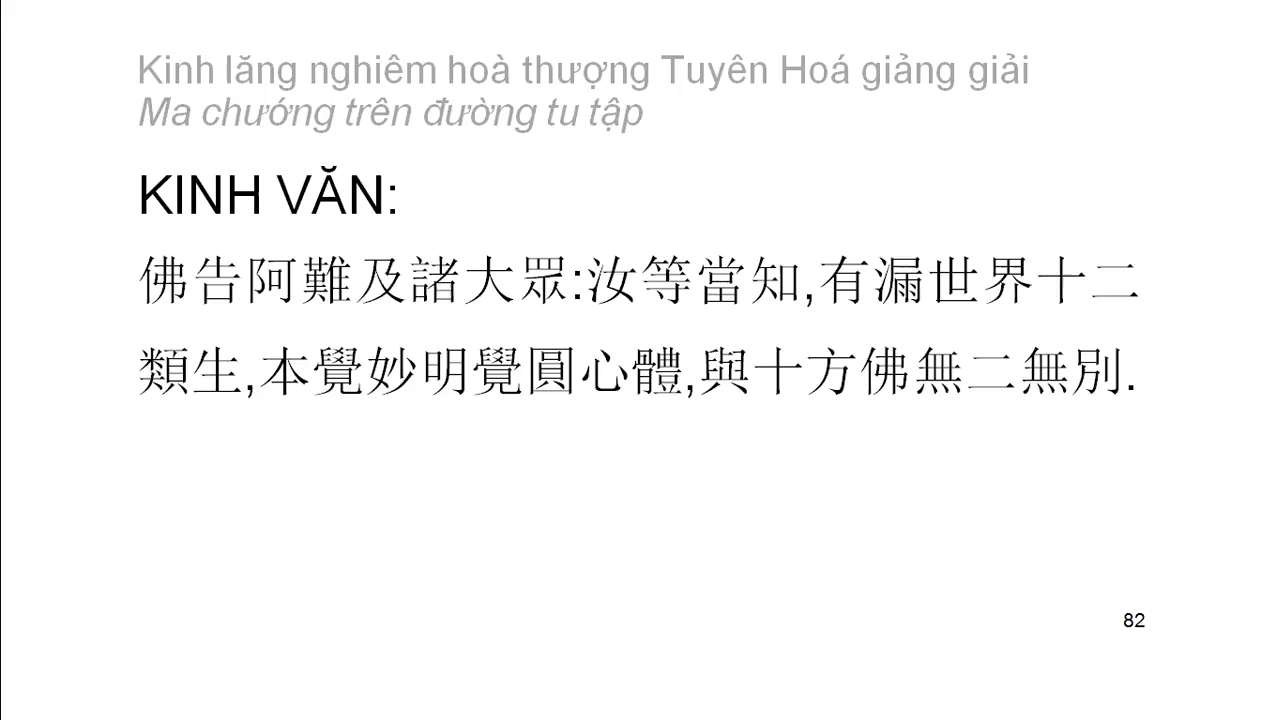 Kinh lăng nghiêm hoà thượng Tuyên Hoá giảng giải
Ma chướng trên đường tu tập
KINH VĂN:
佛告阿難及諸大眾:汝等當知,有漏世界十二
類生,本覺妙明覺圓心體,與十方佛無二無別.
82